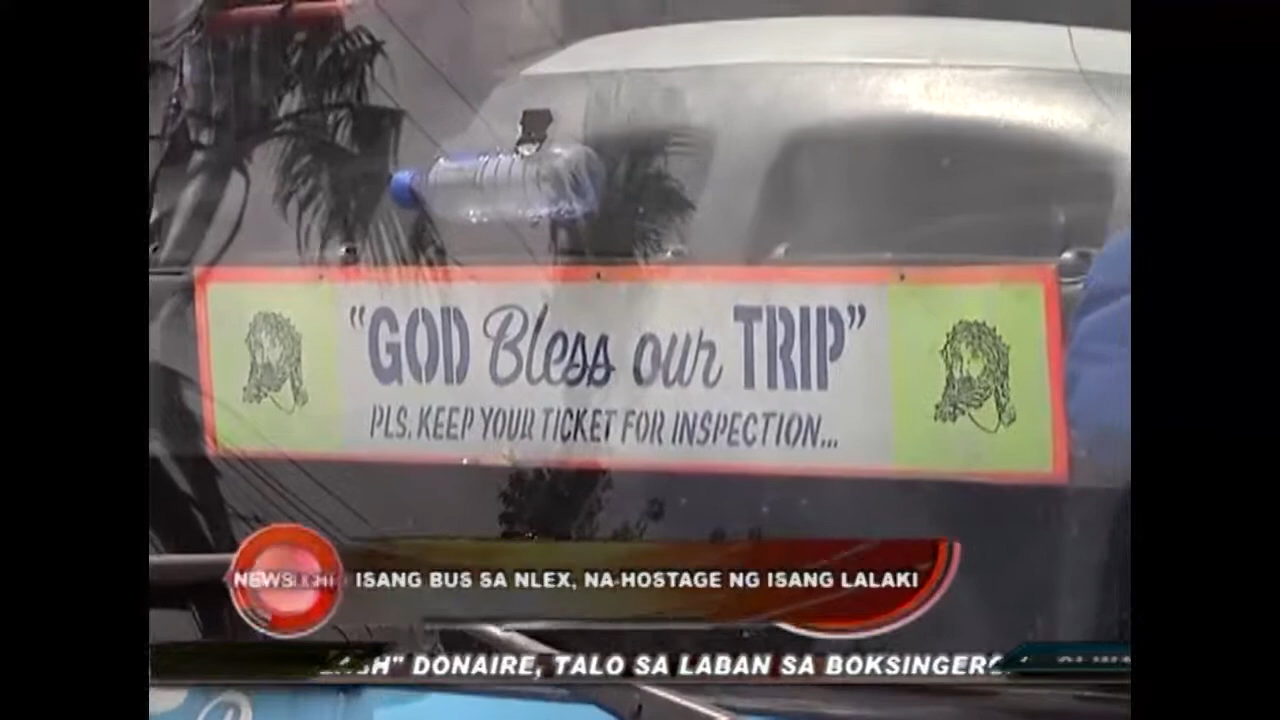 "GOD Bless our TRIP"
PLS. KEEP YOUR TICKET FOR INSPECTION...
NEWSLIGHT
ISANG BUS SA NLEX, NA-HOSTAGE NG ISANG LALAKI
DONAIRE, TALO SA LABAN SA